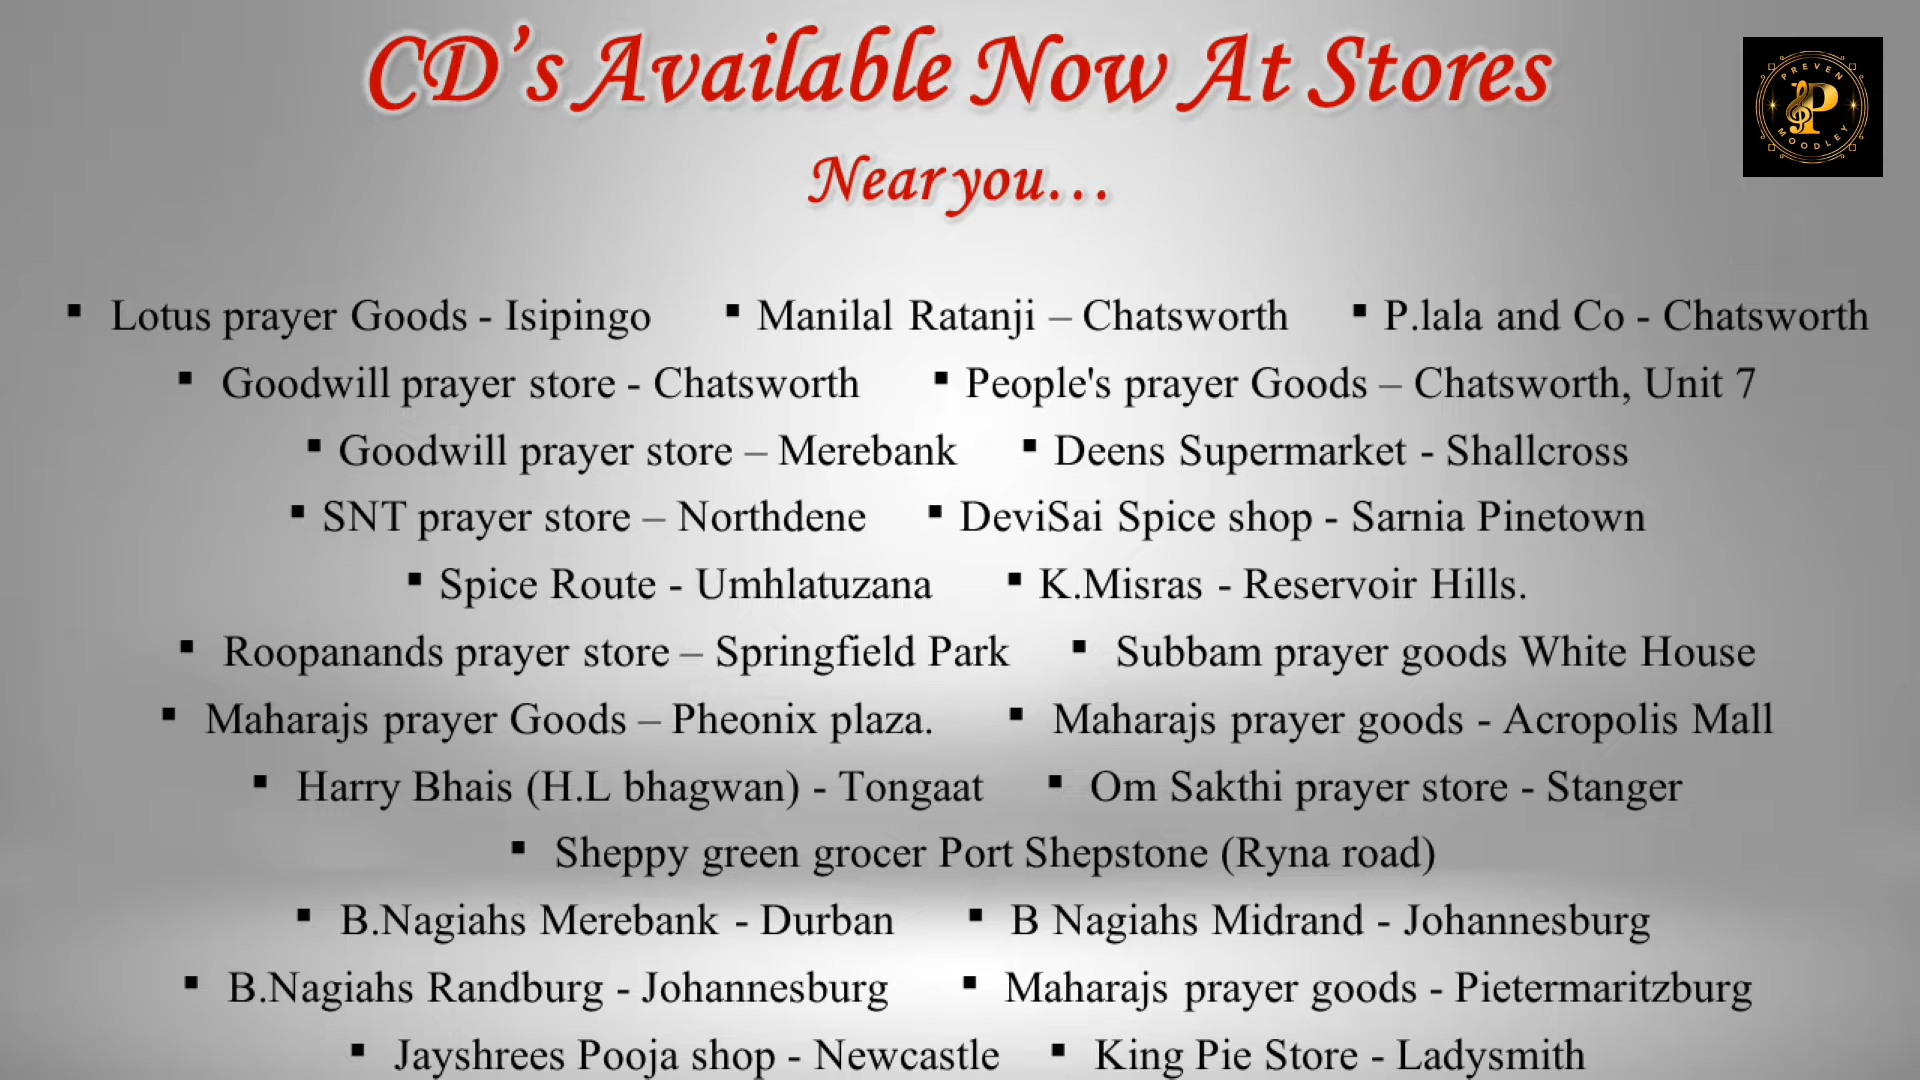 CD's Available Now At Stores
PREVEN
P
MOODLEY
Near you…
▪ Lotus prayer Goods - Isipingo ▪ Manilal Ratanji – Chatsworth ▪ P.lala and Co - Chatsworth
▪ Goodwill prayer store - Chatsworth ▪ People's prayer Goods – Chatsworth, Unit 7
▪ Goodwill prayer store – Merebank ▪ Deens Supermarket - Shallcross
▪ SNT prayer store – Northdene ▪ DeviSai Spice shop - Sarnia Pinetown
▪ Spice Route - Umhlatuzana ▪ K.Misras - Reservoir Hills.
▪ Roopanands prayer store – Springfield Park ▪ Subbam prayer goods White House
▪ Maharajs prayer Goods – Pheonix plaza. ▪ Maharajs prayer goods - Acropolis Mall
▪ Harry Bhais (H.L bhagwan) - Tongaat ▪ Om Sakthi prayer store - Stanger
▪ Sheppy green grocer Port Shepstone (Ryna road)
▪ B.Nagiahs Merebank - Durban ▪ B Nagiahs Midrand - Johannesburg
▪ B.Nagiahs Randburg - Johannesburg ▪ Maharajs prayer goods - Pietermaritzburg
▪ Jayshrees Pooja shop - Newcastle ▪ King Pie Store - Ladysmith